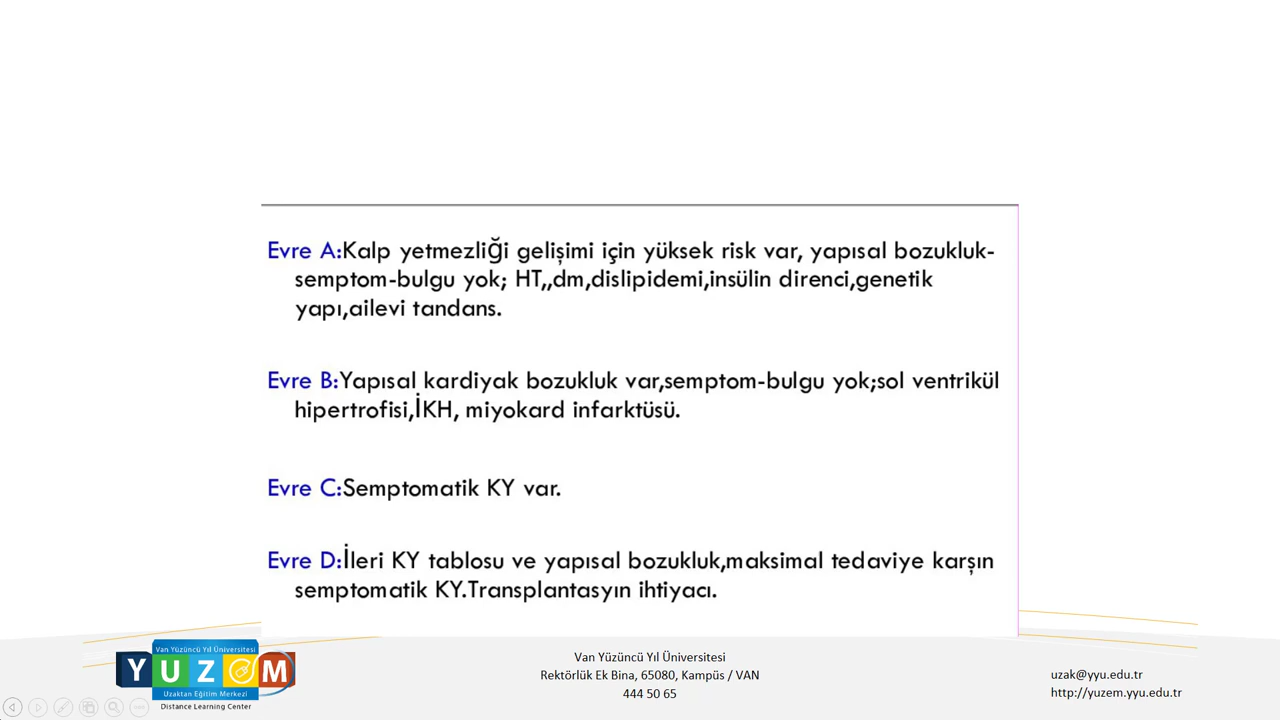 Evre A:Kalp yetmezliği gelişimi için yüksek risk var, yapısal bozukluk-
semptom-bulgu yok; HT,,dm,dislipidemi,insülin direnci,genetik
yapı,ailevi tandans.
Evre B:Yapısal kardiyak bozukluk var,semptom-bulgu yok;sol ventrikül
hipertrofisi,İKH, miyokard infarktüsü.
Evre C:Semptomatik KY var.
Evre D:İleri KY tablosu ve yapısal bozukluk,maksimal tedaviye karşın
semptomatik KY.Transplantasyın ihtiyacı.
Van Yüzüncü Yıl Üniversitesi
YUZEM
Uzaktan Eğitim Merkezi
Distance Learning Center
Van Yüzüncü Yıl Üniversitesi
Rektörlük Ek Bina, 65080, Kampüs / VAN
444 50 65
uzak@yyu.edu.tr
http://yuzem.yyu.edu.tr